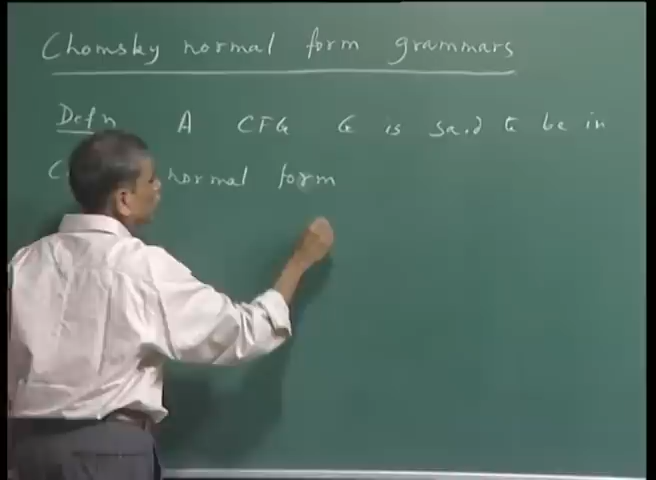 Chomsky normal form grammars
Defn A CFG G is said to be in
normal form